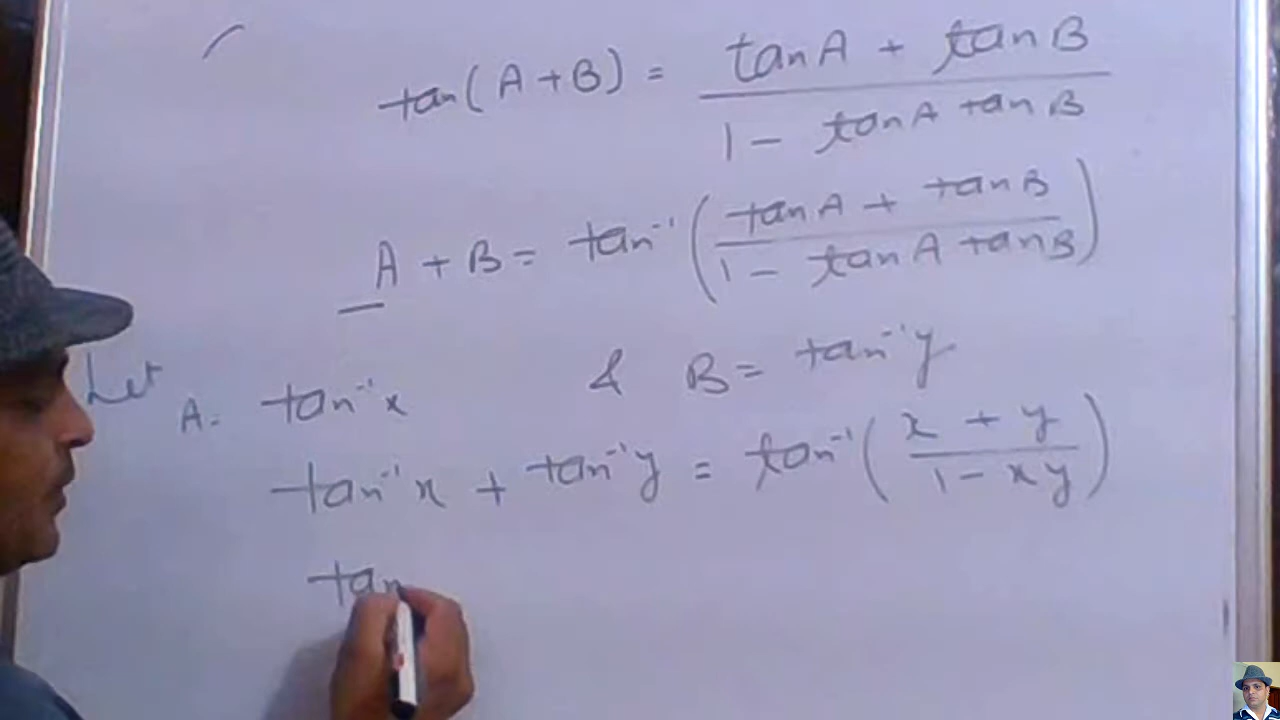 tan(A+B) = tanA + tanB / 1 - tanA tanB
A + B = tan⁻¹ (tanA + tanB / 1 - tanA tanB)
Let A = tan⁻¹x & B = tan⁻¹y
tan⁻¹x + tan⁻¹y = tan⁻¹ (x + y / 1 - xy)
tan